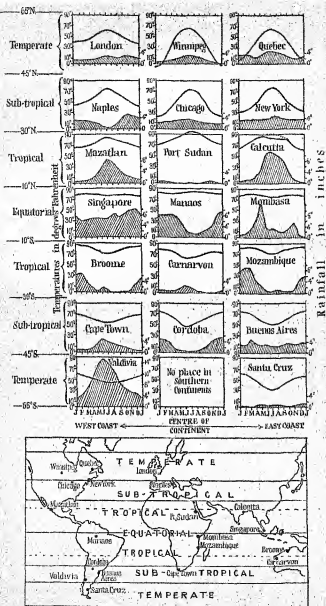 65°N.
Temperate
London
Winnipeg
Quebec
45°N.
Sub-tropical
Naples
Chicago
New York
30°N
Tropical
Mazatlan
Port Sudan
Calcutta
10°N
Equatorial
Singapore
Manaos
Mombasa
10°S
Tropical
Broome
Carnarvon
Mozambique
Sub-tropical
Cape Town
Cordoba
Buenos Aires
45°S
Temperate
Valdivia
No place in
Southern
Continents
Santa Cruz
Temperatures in degrees Fahrenheit
Rainfall in inches
J F M A M J J A S O N D J
WEST COAST
CENTRE OF
CONTINENT
EAST COAST
TEMPERATE
Winnipeg
Quebec
London
Chicago
New York
SUB-TROPICAL
Mazatlan
TROPICAL
P. Sudan
Calcutta
EQUATORIAL
Singapore
Manaos
Mombasa
Mozambique
TROPICAL
Broome
Carnarvon
Cordoba
Valdivia
Buenos
Aires
SUB-
Cape Town
TROPICAL
Santa Cruz
TEMPERATE